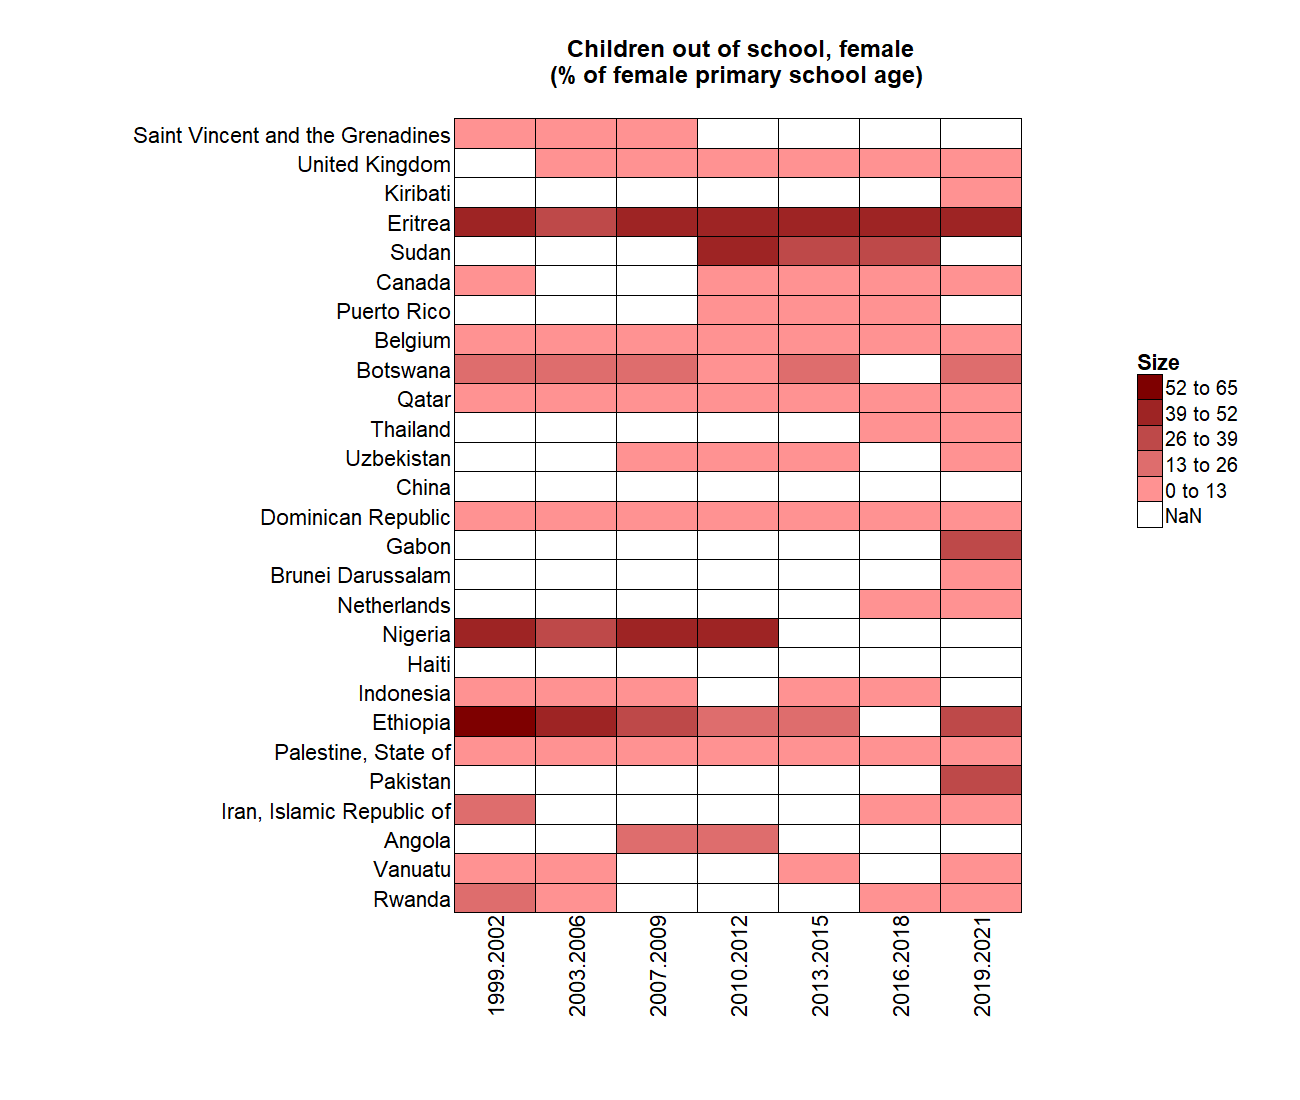 Children out of school, female
(% of female primary school age)
Saint Vincent and the Grenadines
United Kingdom
Kiribati
Eritrea
Sudan
Canada
Puerto Rico
Belgium
Botswana
Qatar
Thailand
Uzbekistan
China
Dominican Republic
Gabon
Brunei Darussalam
Netherlands
Nigeria
Haiti
Indonesia
Ethiopia
Palestine, State of
Pakistan
Iran, Islamic Republic of
Angola
Vanuatu
Rwanda
1999.2002
2003.2006
2007.2009
2010.2012
2013.2015
2016.2018
2019.2021
Size
52 to 65
39 to 52
26 to 39
13 to 26
0 to 13
NaN